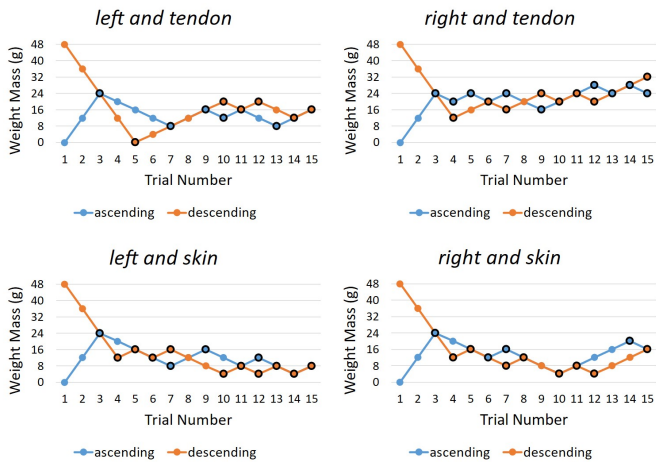 left and tendon
Weight Mass (g)
48
40
32
24
16
8
0
1 2 3 4 5 6 7 8 9 10 11 12 13 14 15
Trial Number
ascending descending
right and tendon
Weight Mass (g)
48
40
32
24
16
8
0
1 2 3 4 5 6 7 8 9 10 11 12 13 14 15
Trial Number
ascending descending
left and skin
Weight Mass (g)
48
40
32
24
16
8
0
1 2 3 4 5 6 7 8 9 10 11 12 13 14 15
Trial Number
ascending descending
right and skin
Weight Mass (g)
48
40
32
24
16
8
0
1 2 3 4 5 6 7 8 9 10 11 12 13 14 15
Trial Number
ascending descending